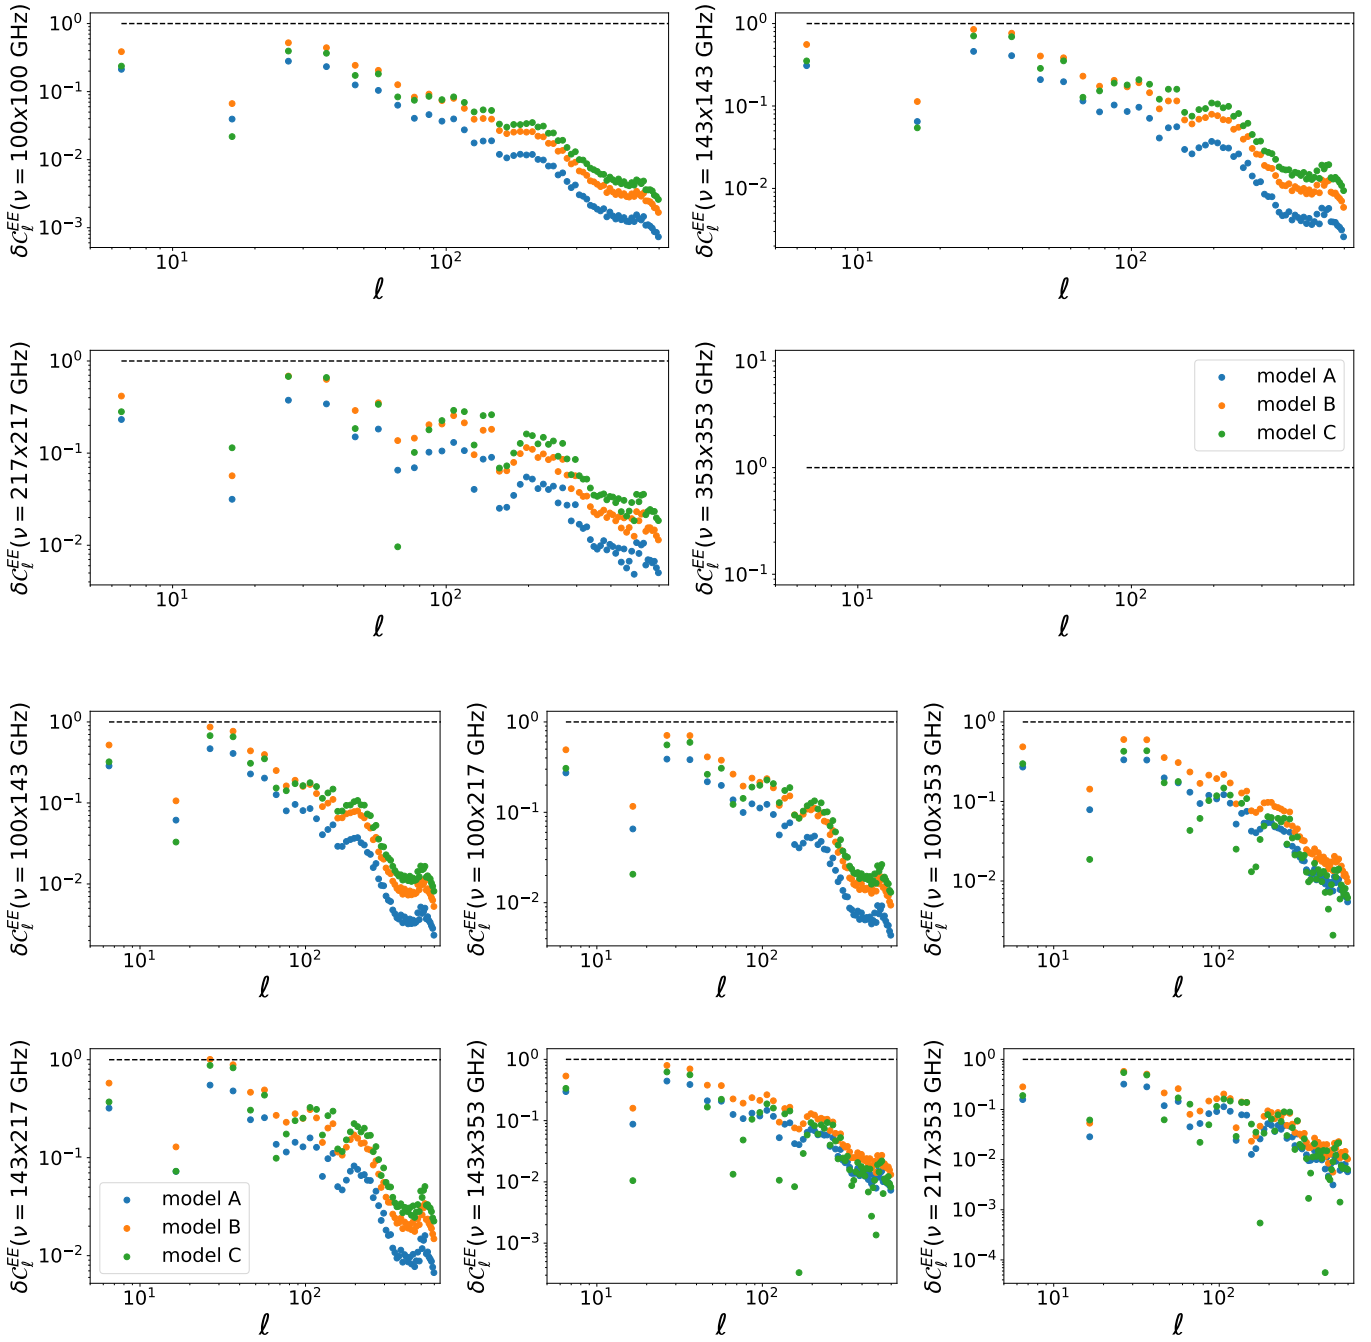 δC_ℓ^{EE}(ν = 100x100 GHz)
10^0
10^{-1}
10^{-2}
10^{-3}
10^1
10^2
ℓ
δC_ℓ^{EE}(ν = 143x143 GHz)
10^0
10^{-1}
10^{-2}
10^1
10^2
ℓ
δC_ℓ^{EE}(ν = 217x217 GHz)
10^0
10^{-1}
10^{-2}
10^1
10^2
ℓ
δC_ℓ^{EE}(ν = 353x353 GHz)
10^1
10^0
10^{-1}
model A
model B
model C
10^1
10^2
ℓ
δC_ℓ^{EE}(ν = 100x143 GHz)
10^0
10^{-1}
10^{-2}
10^1
10^2
ℓ
δC_ℓ^{EE}(ν = 100x217 GHz)
10^0
10^{-1}
10^{-2}
10^1
10^2
ℓ
δC_ℓ^{EE}(ν = 100x353 GHz)
10^0
10^{-1}
10^{-2}
10^1
10^2
ℓ
δC_ℓ^{EE}(ν = 143x217 GHz)
10^0
10^{-1}
10^{-2}
model A
model B
model C
10^1
10^2
ℓ
δC_ℓ^{EE}(ν = 143x353 GHz)
10^0
10^{-1}
10^{-2}
10^{-3}
10^1
10^2
ℓ
δC_ℓ^{EE}(ν = 217x353 GHz)
10^0
10^{-1}
10^{-2}
10^{-3}
10^{-4}
10^1
10^2
ℓ